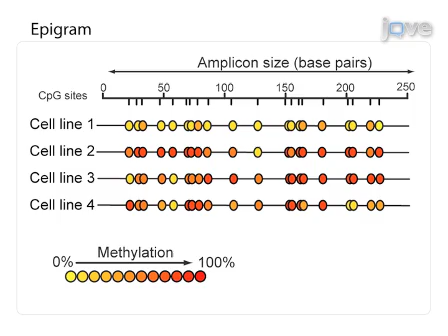 Epigram
jove
Amplicon size (base pairs)
CpG sites 0 50 100 150 200 250
Cell line 1
Cell line 2
Cell line 3
Cell line 4
Methylation
0% 100%